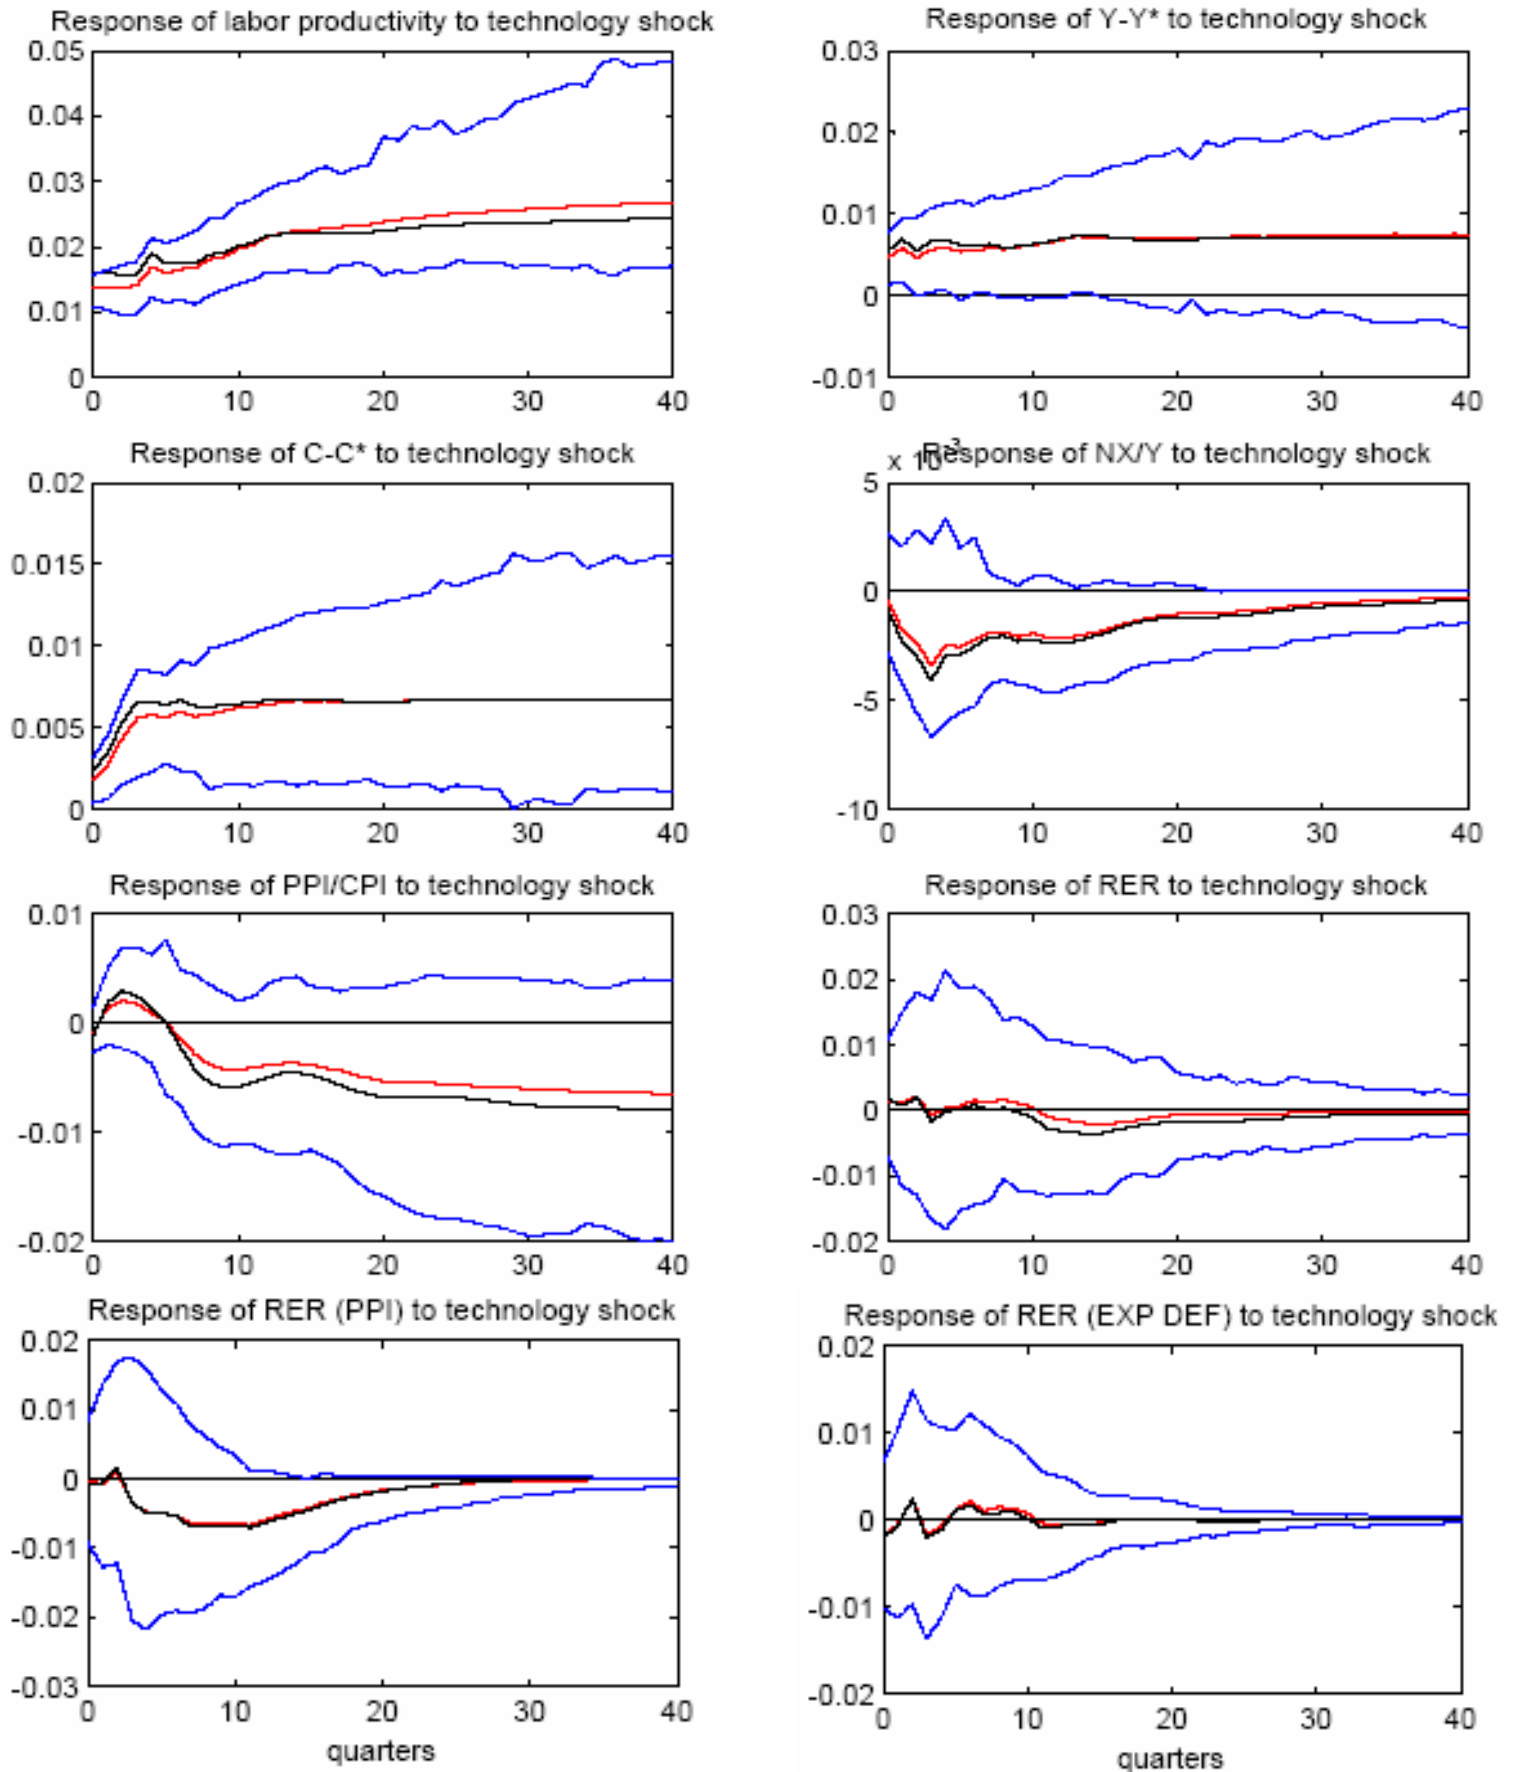 Response of labor productivity to technology shock
0.05
0.04
0.03
0.02
0.01
0
0 10 20 30 40
Response of Y-Y* to technology shock
0.03
0.02
0.01
0
-0.01
0 10 20 30 40
Response of C-C* to technology shock
0.02
0.015
0.01
0.005
0
0 10 20 30 40
x 10-3
Response of NX/Y to technology shock
5
0
-5
-10
0 10 20 30 40
Response of PPI/CPI to technology shock
0.01
0
-0.01
-0.02
0 10 20 30 40
Response of RER to technology shock
0.03
0.02
0.01
0
-0.01
-0.02
0 10 20 30 40
Response of RER (PPI) to technology shock
0.02
0.01
0
-0.01
-0.02
-0.03
0 10 20 30 40
quarters
Response of RER (EXP DEF) to technology shock
0.02
0.01
0
-0.01
-0.02
0 10 20 30 40
quarters